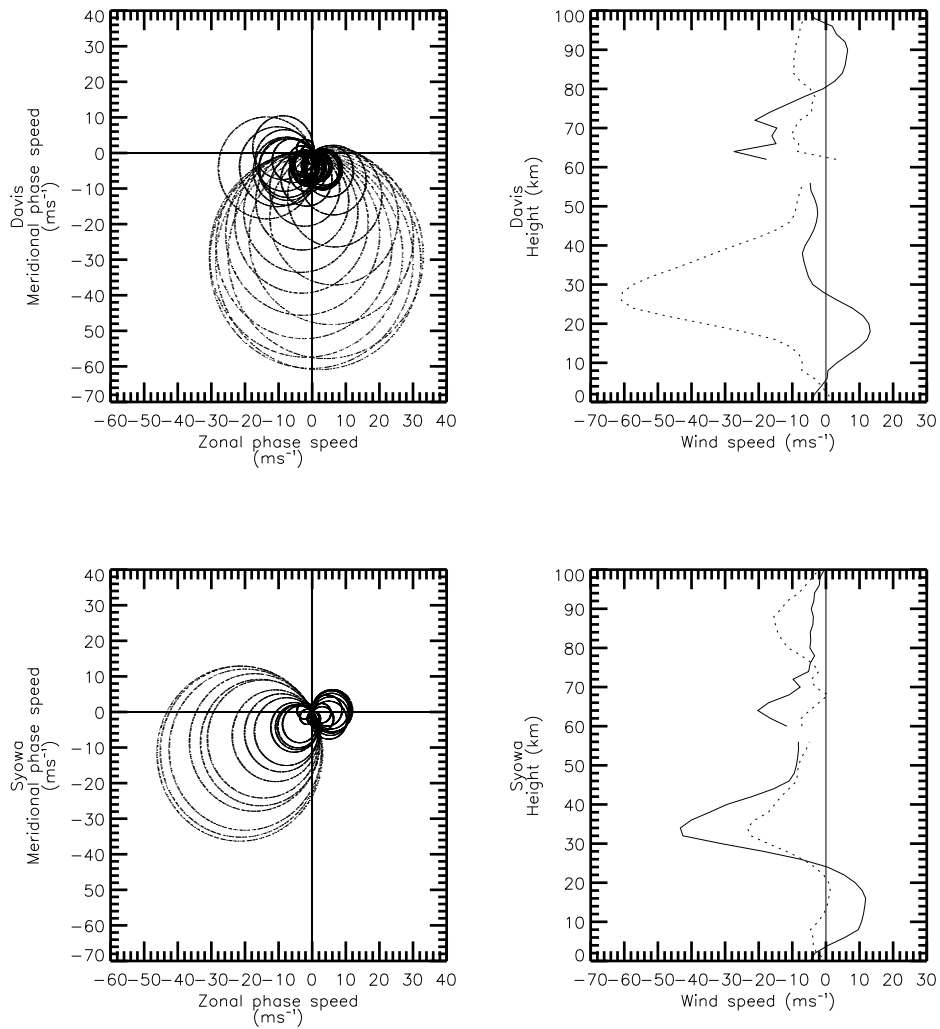 40
30
20
10
0
−10
−20
−30
−40
−50
−60
−70
Davis
Meridional phase speed
(ms⁻¹)
−60−50−40−30−20−10 0 10 20 30 40
Zonal phase speed
(ms⁻¹)
100
90
80
70
60
50
40
30
20
10
0
Davis
Height (km)
−70−60−50−40−30−20−10 0 10 20 30
Wind speed (ms⁻¹)
40
30
20
10
0
−10
−20
−30
−40
−50
−60
−70
Syowa
Meridional phase speed
(ms⁻¹)
−60−50−40−30−20−10 0 10 20 30 40
Zonal phase speed
(ms⁻¹)
100
90
80
70
60
50
40
30
20
10
0
Syowa
Height (km)
−70−60−50−40−30−20−10 0 10 20 30
Wind speed (ms⁻¹)